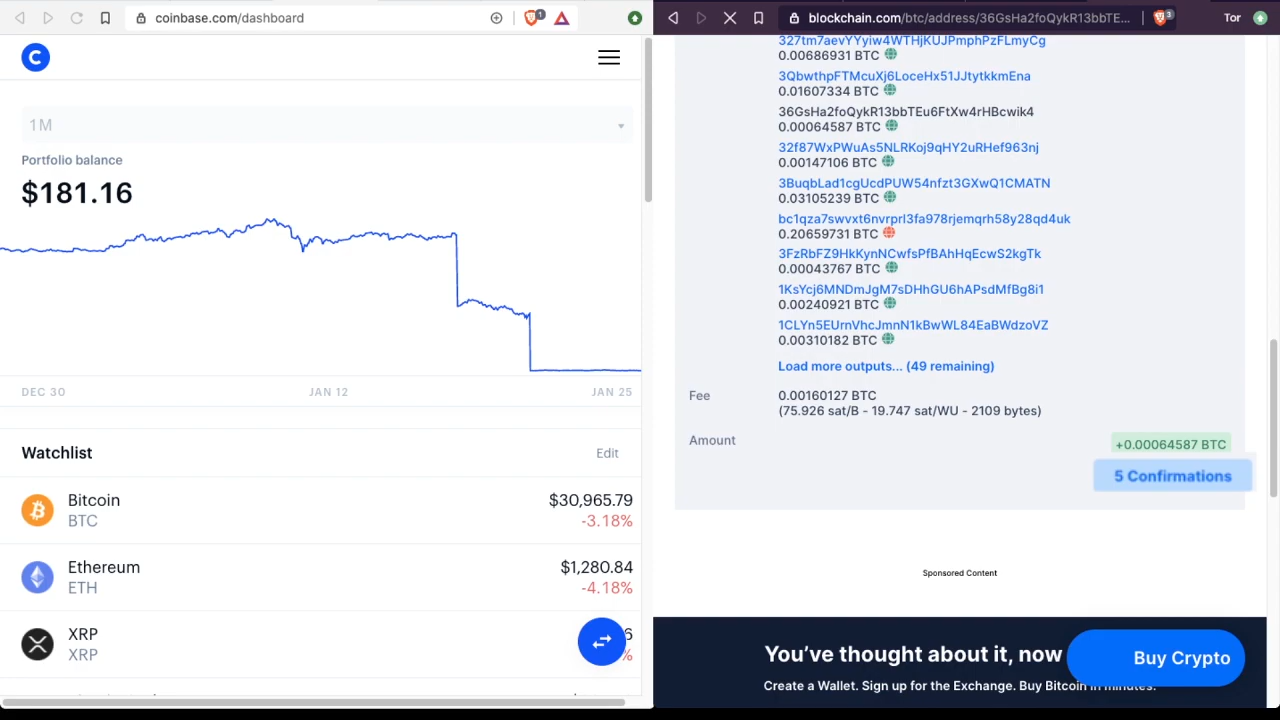 coinbase.com/dashboard
1
C
1M
Portfolio balance
$181.16
DEC 30
JAN 12
JAN 25
Watchlist
Edit
Bitcoin
$30,965.79
BTC
-3.18%
Ethereum
$1,280.84
ETH
-4.18%
XRP
6
XRP
%
blockchain.com/btc/address/36GsHa2foQykR13bbTE...
3
Tor
327tm7aevYYyiw4WTHjKUJPmphPzFLmyCg
0.00686931 BTC
3QbwthpFTMcuXj6LoceHx51JJtytkkmEna
0.01607334 BTC
36GsHa2foQykR13bbTEu6FtXw4rHBcwik4
0.00064587 BTC
32f87WxPWuAs5NLRKoj9qHY2uRHef963nj
0.00147106 BTC
3BuqbLad1cgUcdPUW54nfzt3GXwQ1CMATN
0.03105239 BTC
bc1qza7swvxt6nvrprl3fa978rjemqrh58y28qd4uk
0.20659731 BTC
3FzRbFZ9HkKynNCwfsPfBAhHqEcwS2kgTk
0.00043767 BTC
1KsYcj6MNDmJgM7sDHhGU6hAPsdMfBg8i1
0.00240921 BTC
1CLYn5EUrnVhcJmnN1kBwWL84EaBWdzoVZ
0.00310182 BTC
Load more outputs... (49 remaining)
Fee
0.00160127 BTC
(75.926 sat/B - 19.747 sat/WU - 2109 bytes)
Amount
+0.00064587 BTC
5 Confirmations
Sponsored Content
You've thought about it, now
Buy Crypto
Create a Wallet. Sign up for the Exchange. Buy Bitcoin in minutes.